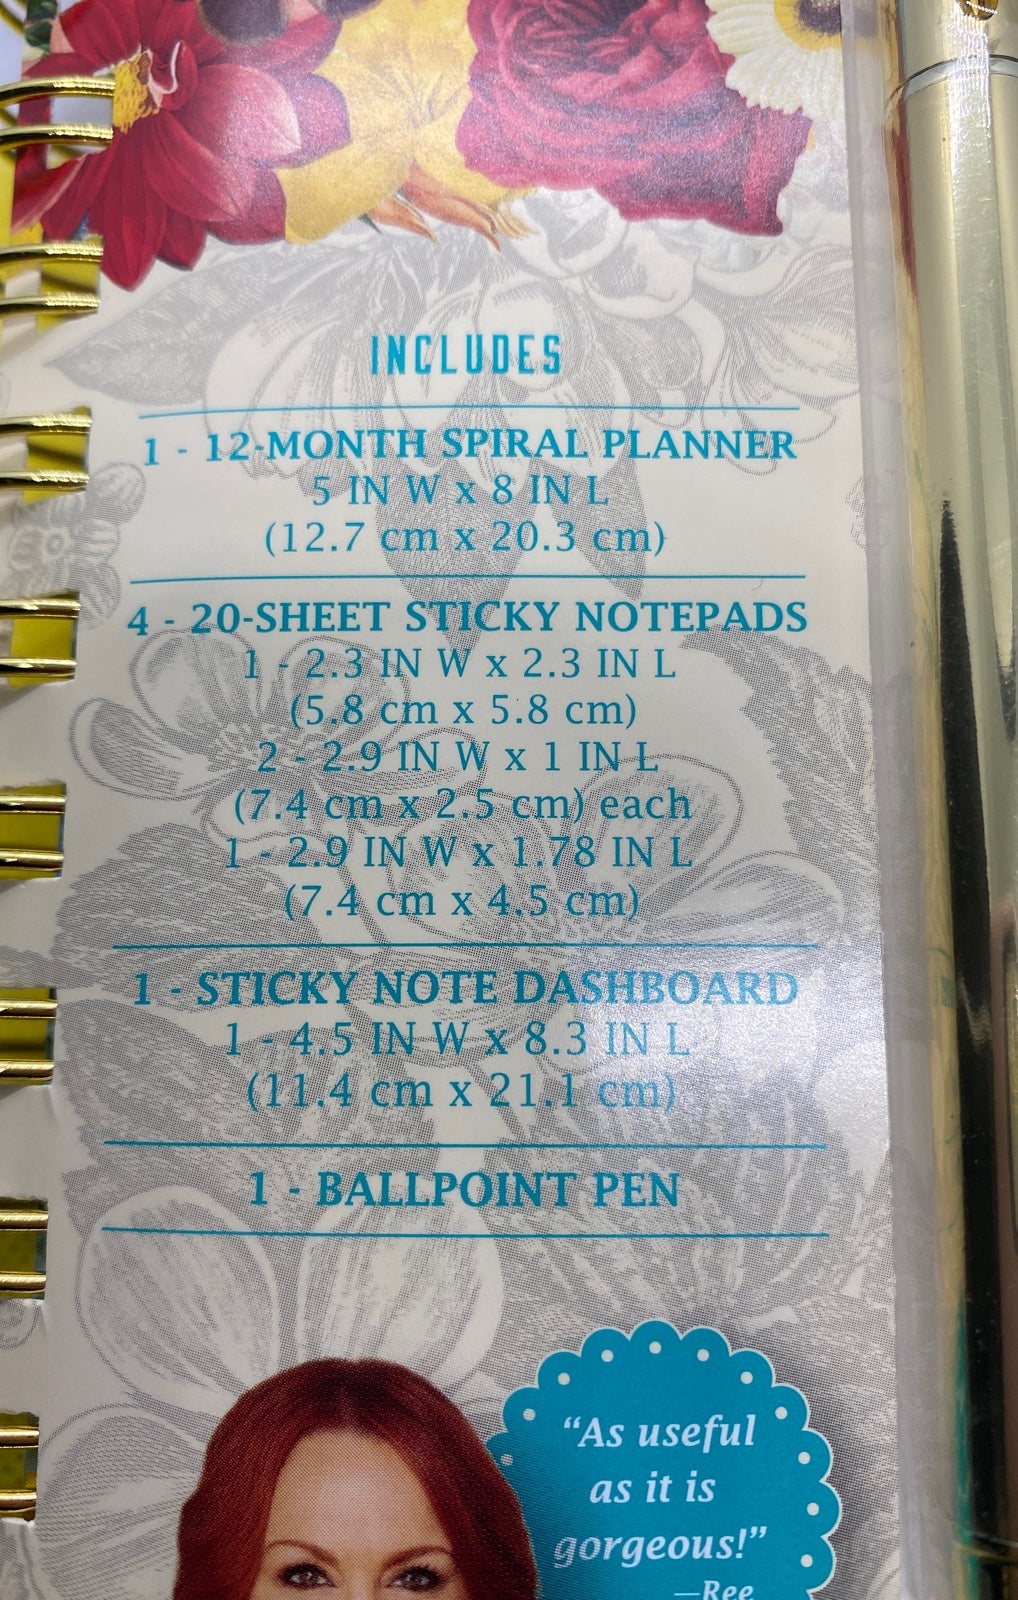 INCLUDES
1 - 12-MONTH SPIRAL PLANNER
5 IN W x 8 IN L
(12.7 cm x 20.3 cm)
4 - 20-SHEET STICKY NOTEPADS
1 - 2.3 IN W x 2.3 IN L
(5.8 cm x 5.8 cm)
2 - 2.9 IN W x 1 IN L
(7.4 cm x 2.5 cm) each
1 - 2.9 IN W x 1.78 IN L
(7.4 cm x 4.5 cm)
1 - STICKY NOTE DASHBOARD
1 - 4.5 IN W x 8.3 IN L
(11.4 cm x 21.1 cm)
1 - BALLPOINT PEN
“As useful
as it is
gorgeous!”
—Ree